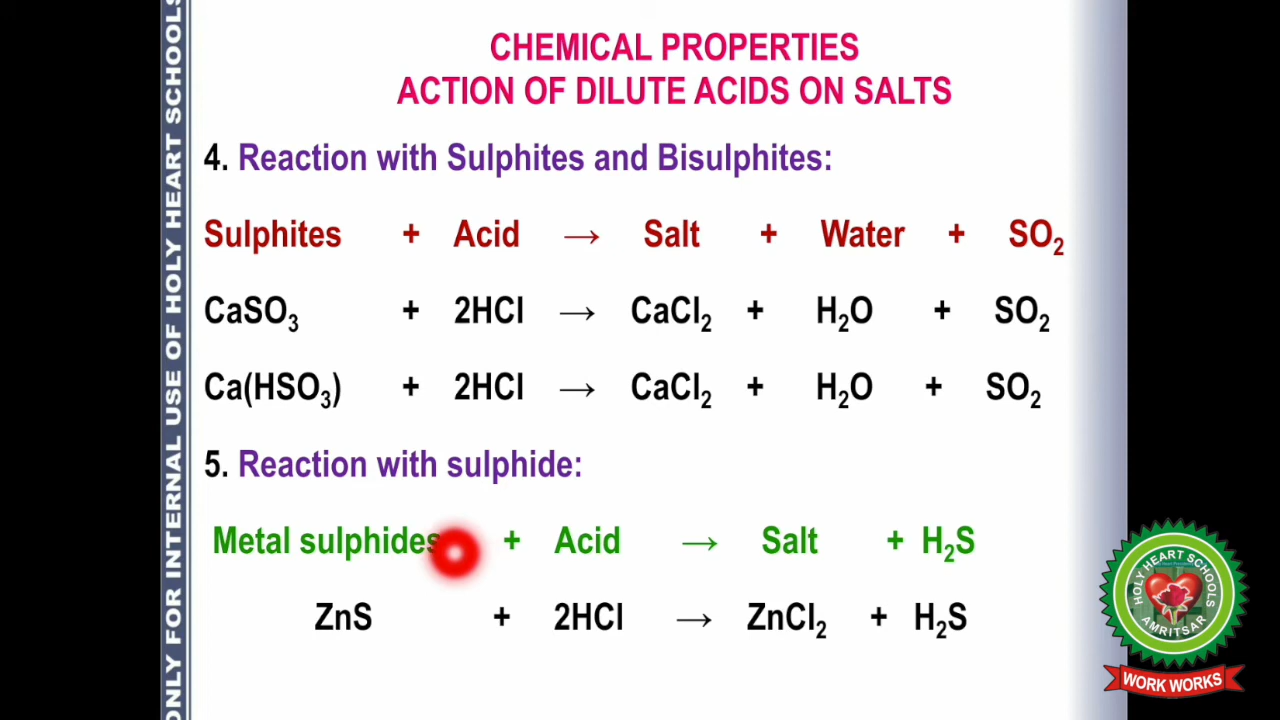 CHEMICAL PROPERTIES
ACTION OF DILUTE ACIDS ON SALTS
4. Reaction with Sulphites and Bisulphites:
Sulphites + Acid → Salt + Water + SO₂
CaSO₃ + 2HCl → CaCl₂ + H₂O + SO₂
Ca(HSO₃) + 2HCl → CaCl₂ + H₂O + SO₂
5. Reaction with sulphide:
Metal sulphides + Acid → Salt + H₂S
ZnS + 2HCl → ZnCl₂ + H₂S
ONLY FOR INTERNAL USE OF HOLY HEART SCHOOLS
HOLY HEART SCHOOLS
AMRITSAR
WORK WORKS